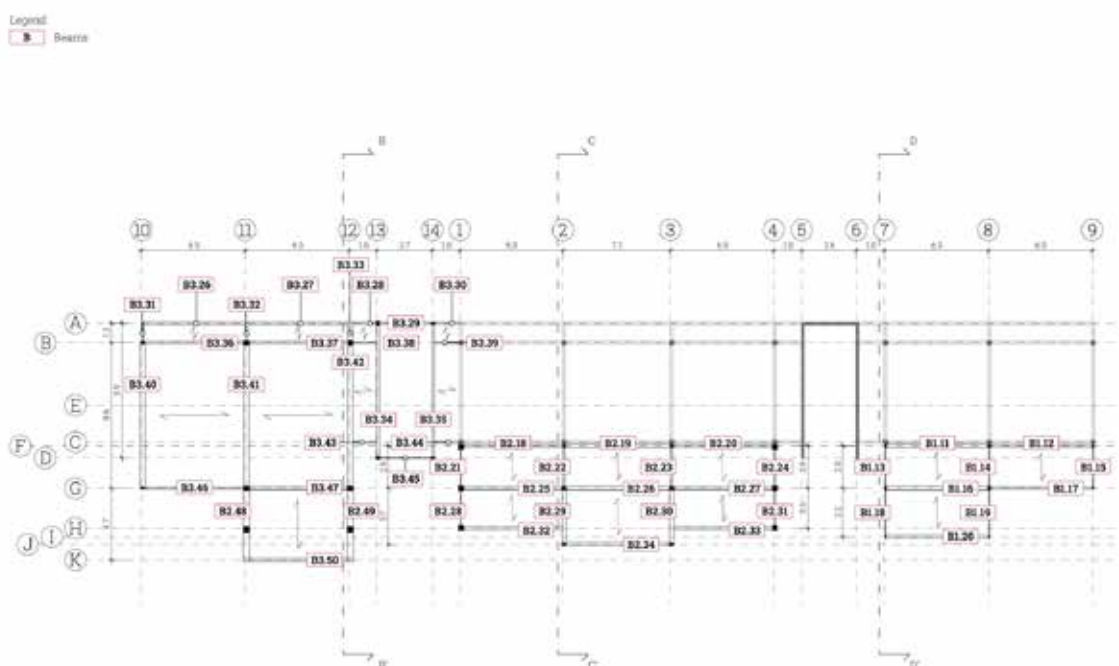 Legend:
B Beams
B C D
10 11 12 13 14 1 2 3 4 5 6 7 8 9
B3.33
B3.26 B3.27 B3.28 B3.30
B3.31 B3.32
A B3.29
B B3.36 B3.37 B3.38 B3.39
B3.42
B3.40 B3.41
E
B3.34 B3.35
C B3.43 B3.44 B2.18 B2.19 B2.20 B1.11 B1.12
F
D B2.21 B2.22 B2.23 B2.24 B1.13 B1.14 B1.15
B3.45
G B3.46 B3.47 B2.25 B2.26 B2.27 B1.16 B1.17
B2.48 B2.49 B2.28 B2.29 B2.30 B2.31 B1.18 B1.19
H B2.32 B2.33
I B1.20
J B2.34
K B3.50
B' C' D'